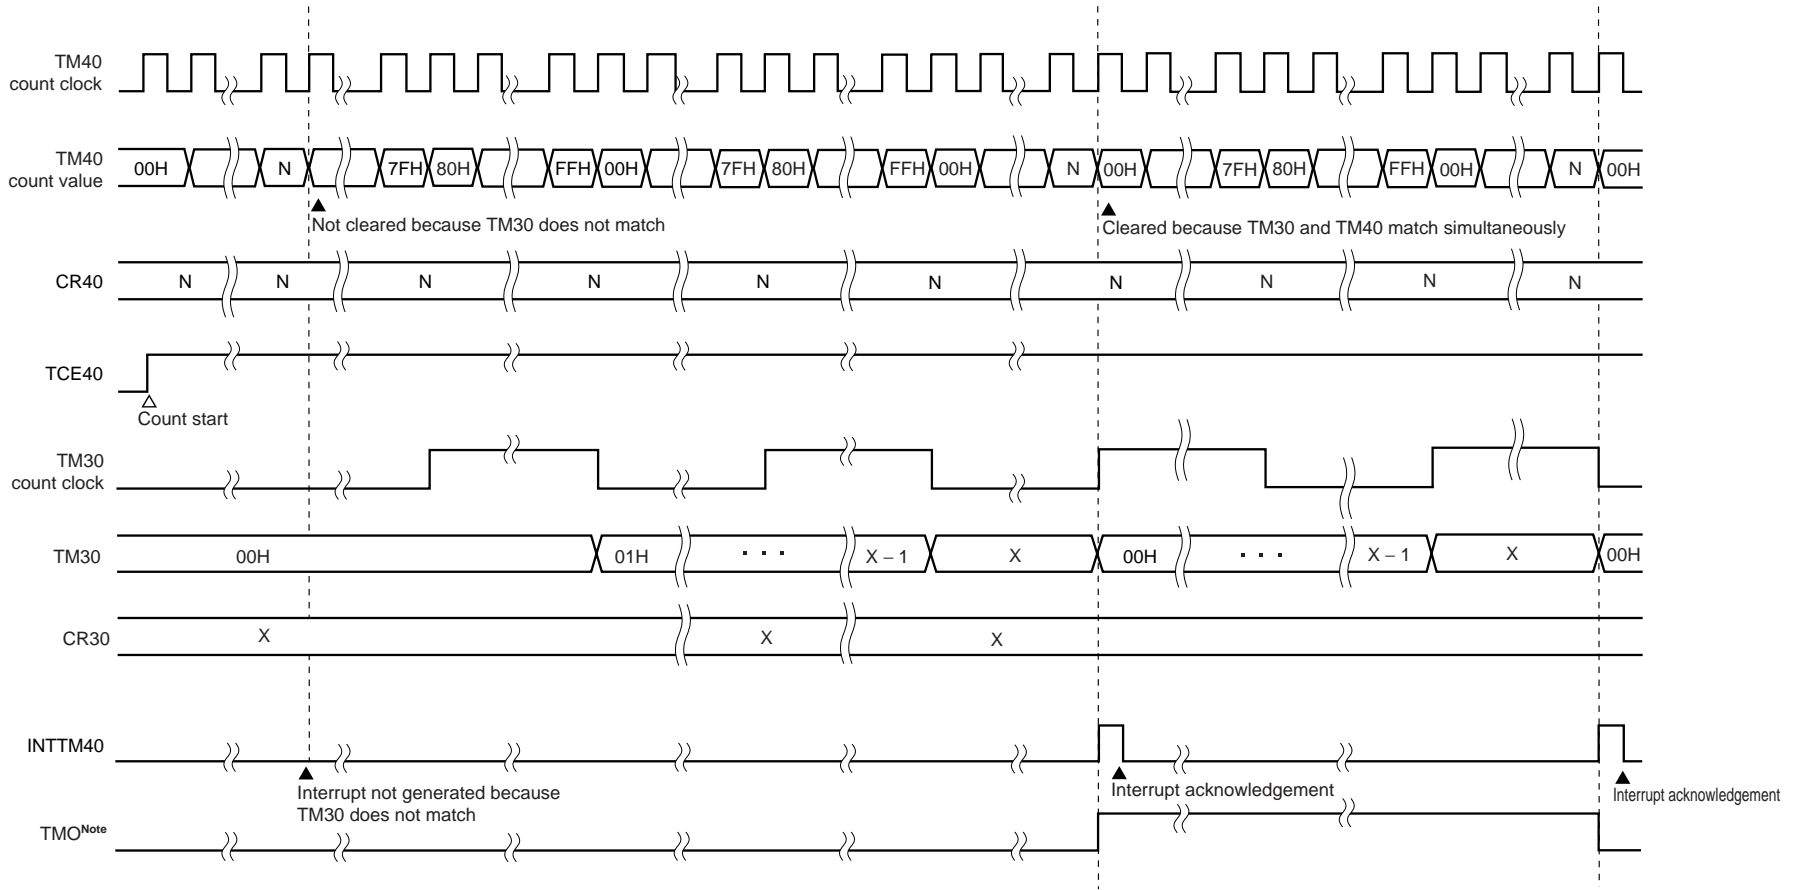 TM40
count clock
TM40
count value
00H N 7FH 80H FFH 00H 7FH 80H FFH 00H N 00H 7FH 80H FFH 00H N 00H
Not cleared because TM30 does not match
Cleared because TM30 and TM40 match simultaneously
CR40 N N N N N N N N N N
TCE40
Count start
TM30
count clock
TM30 00H 01H · · · X – 1 X 00H · · · X – 1 X 00H
CR30 X X X
INTTM40
Interrupt not generated because
TM30 does not match
Interrupt acknowledgement
Interrupt acknowledgement
TMONote